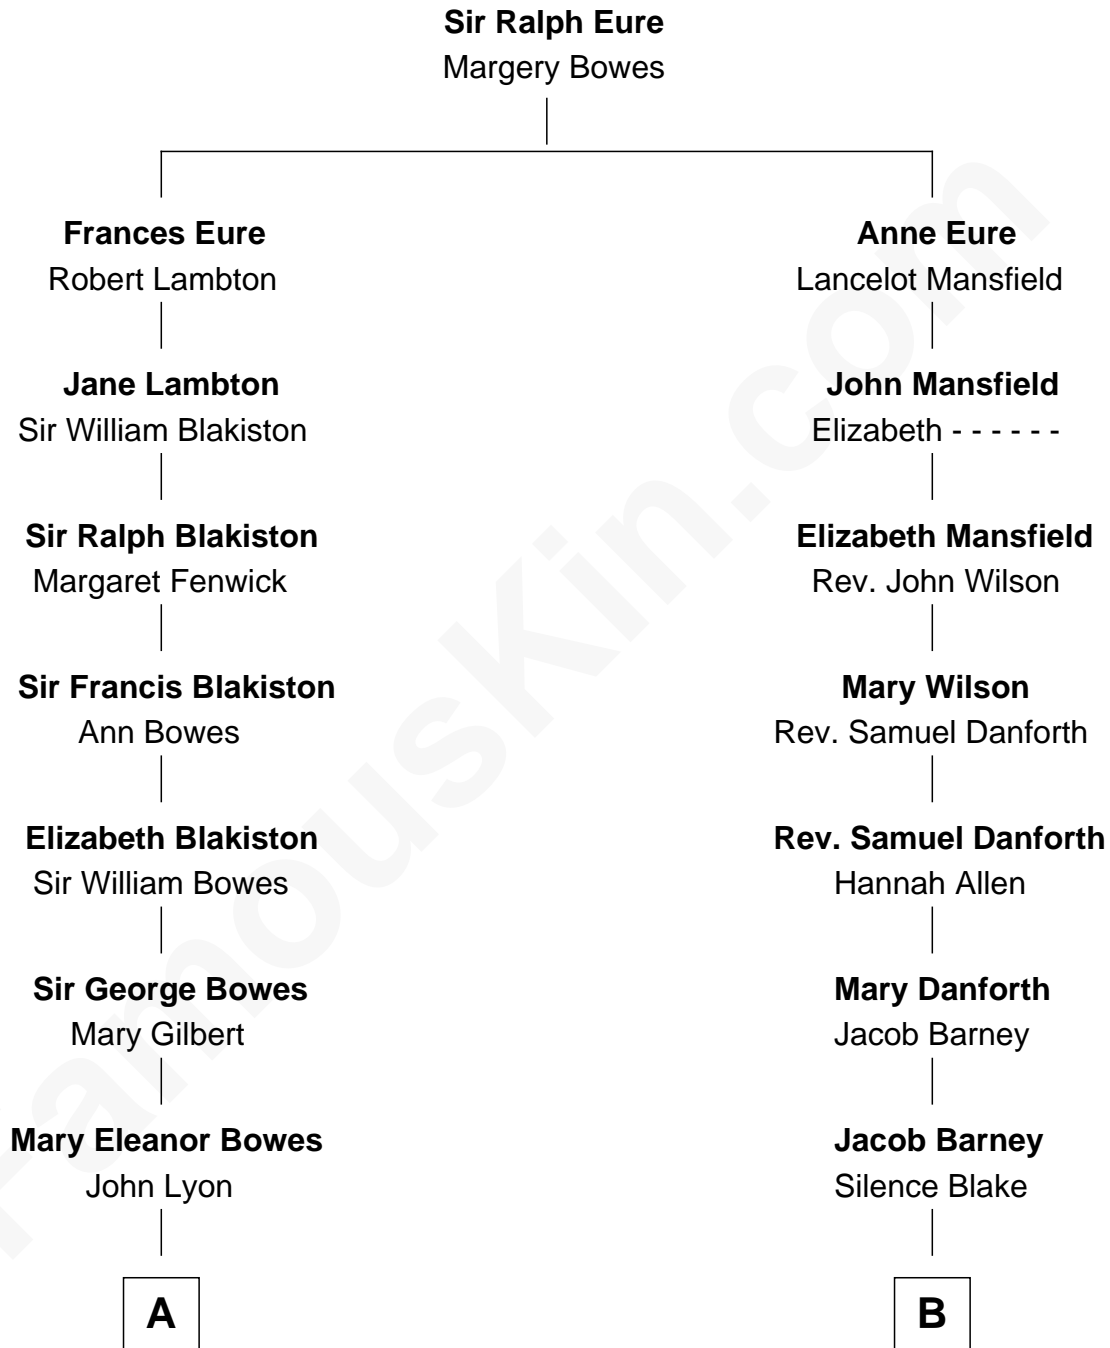 Sir Ralph Eure
Margery Bowes
Frances Eure
Robert Lambton
Jane Lambton
Sir William Blakiston
Sir Ralph Blakiston
Margaret Fenwick
Sir Francis Blakiston
Ann Bowes
Elizabeth Blakiston
Sir William Bowes
Sir George Bowes
Mary Gilbert
Mary Eleanor Bowes
John Lyon
A
Anne Eure
Lancelot Mansfield
John Mansfield
Elizabeth - - - - - -
Elizabeth Mansfield
Rev. John Wilson
Mary Wilson
Rev. Samuel Danforth
Rev. Samuel Danforth
Hannah Allen
Mary Danforth
Jacob Barney
Jacob Barney
Silence Blake
B
FamousKin.com